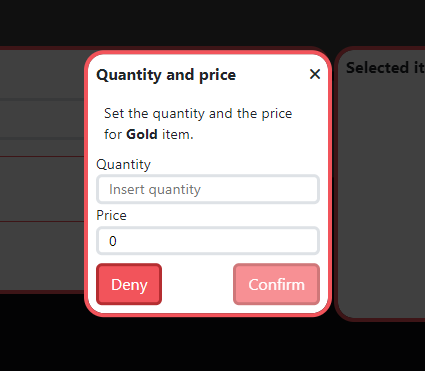 Quantity and price ×
Selected it
Set the quantity and the price
for Gold item.
Quantity
Insert quantity
Price
0
Deny Confirm